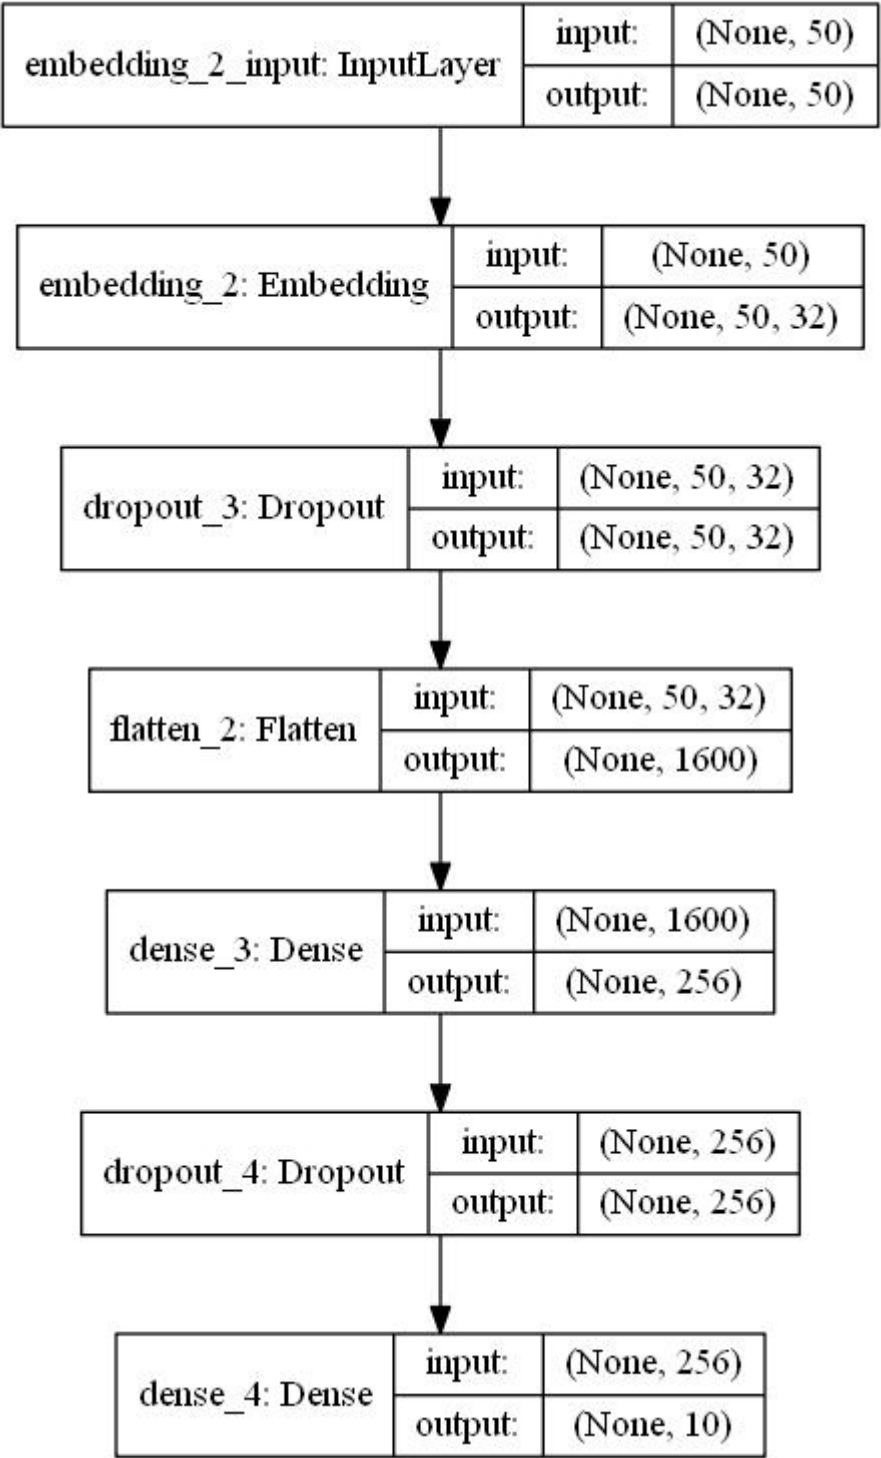 embedding_2_input: InputLayer
input: (None, 50)
output: (None, 50)
embedding_2: Embedding
input: (None, 50)
output: (None, 50, 32)
dropout_3: Dropout
input: (None, 50, 32)
output: (None, 50, 32)
flatten_2: Flatten
input: (None, 50, 32)
output: (None, 1600)
dense_3: Dense
input: (None, 1600)
output: (None, 256)
dropout_4: Dropout
input: (None, 256)
output: (None, 256)
dense_4: Dense
input: (None, 256)
output: (None, 10)